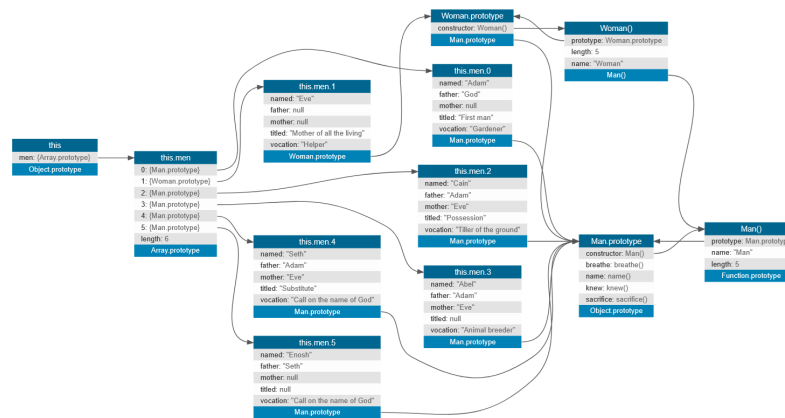 this
men: {Array.prototype}
Object.prototype
this.men
0: {Man.prototype}
1: {Woman.prototype}
2: {Man.prototype}
3: {Man.prototype}
4: {Man.prototype}
5: {Man.prototype}
length: 6
Array.prototype
this.men.1
named: "Eve"
father: null
mother: null
titled: "Mother of all the living"
vocation: "Helper"
Woman.prototype
this.men.4
named: "Seth"
father: "Adam"
mother: "Eve"
titled: "Substitute"
vocation: "Call on the name of God"
Man.prototype
this.men.5
named: "Enosh"
father: "Seth"
mother: null
titled: null
vocation: "Call on the name of God"
Man.prototype
Woman.prototype
constructor: Woman()
Man.prototype
this.men.0
named: "Adam"
father: "God"
mother: null
titled: "First man"
vocation: "Gardener"
Man.prototype
this.men.2
named: "Cain"
father: "Adam"
mother: "Eve"
titled: "Possession"
vocation: "Tiller of the ground"
Man.prototype
this.men.3
named: "Abel"
father: "Adam"
mother: "Eve"
titled: null
vocation: "Animal breeder"
Man.prototype
Woman()
prototype: Woman.prototype
length: 5
name: "Woman"
Man()
Man.prototype
constructor: Man()
breathe: breathe()
name: name()
knew: knew()
sacrifice: sacrifice()
Object.prototype
Man()
prototype: Man.prototype
name: "Man"
length: 5
Function.prototype